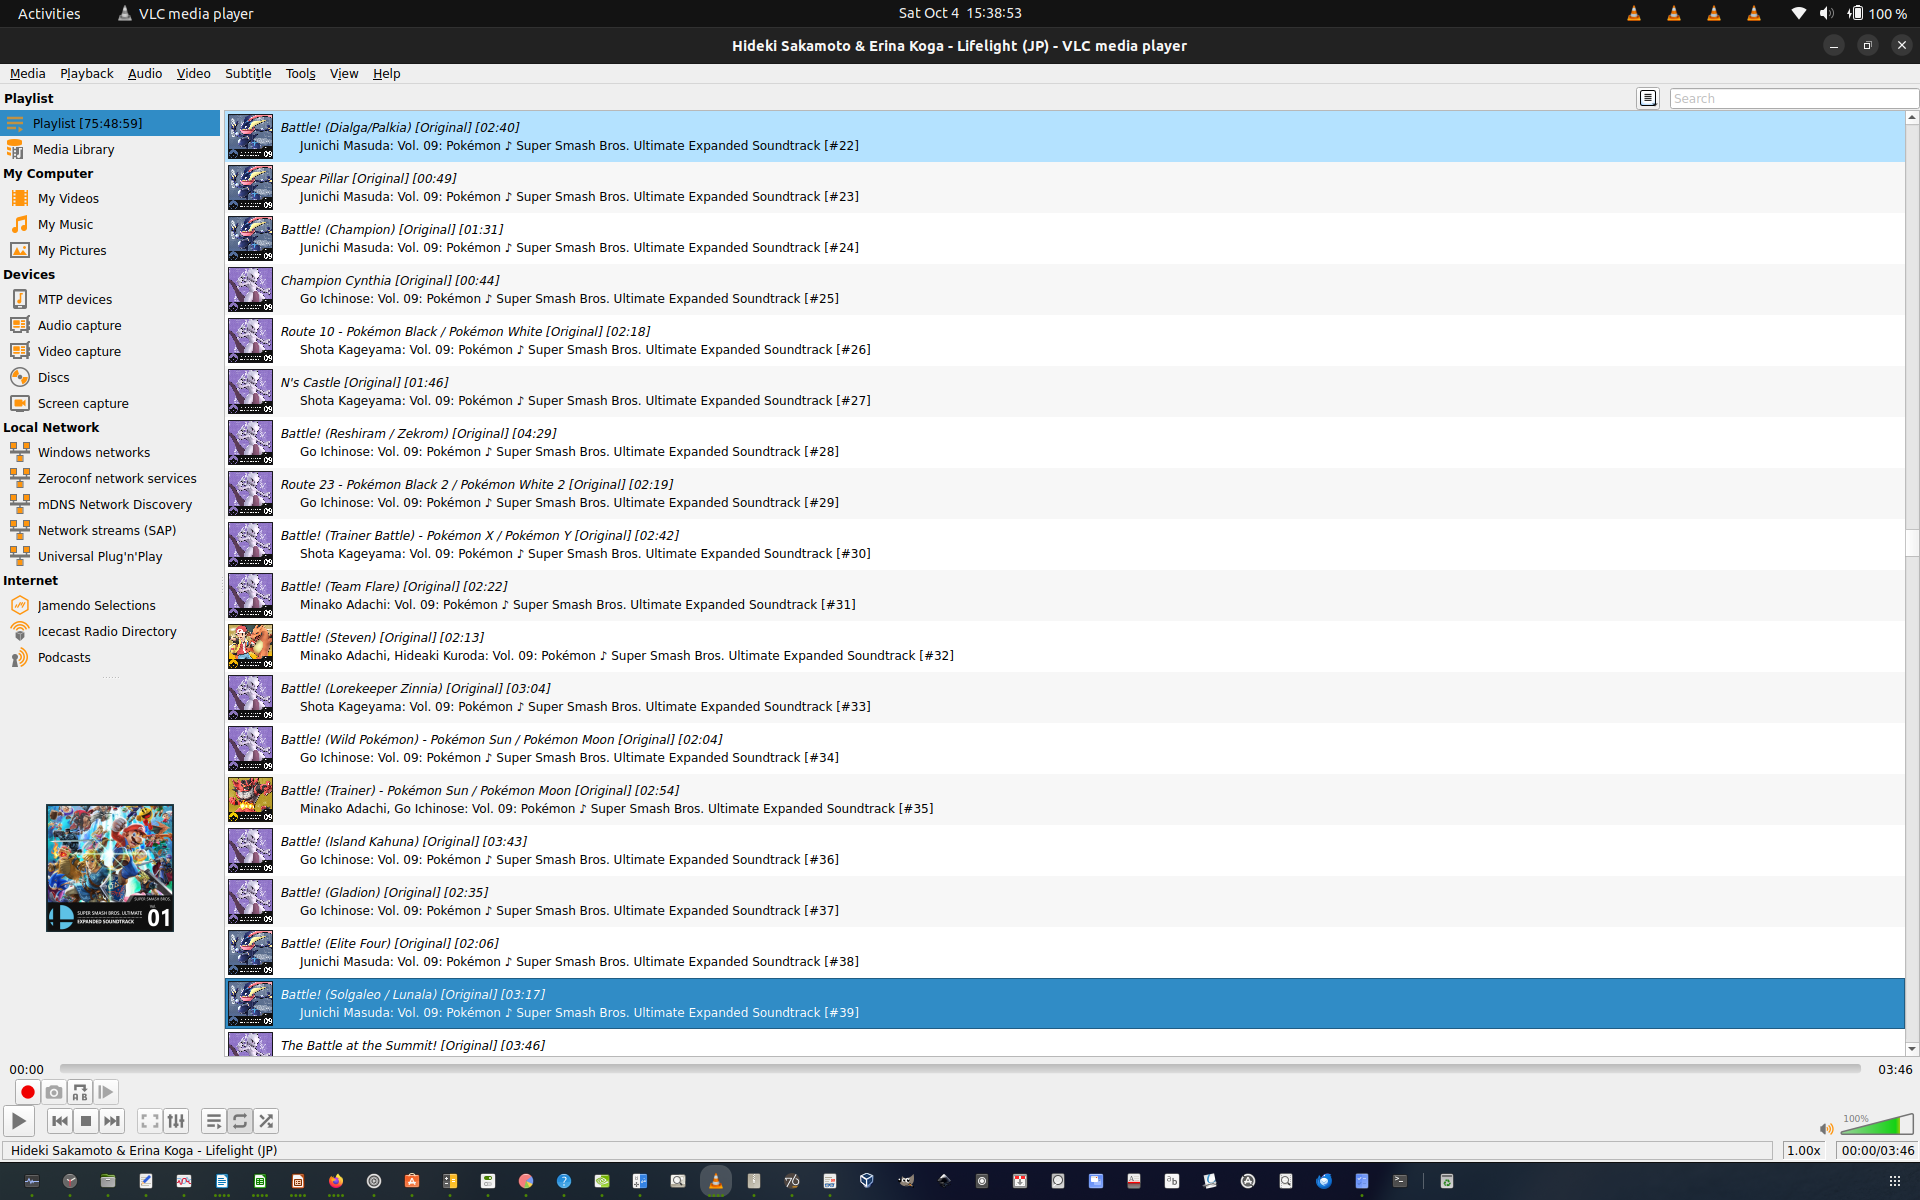 Activities
VLC media player
Sat Oct 4 15:38:53
100 %
Hideki Sakamoto & Erina Koga - Lifelight (JP) - VLC media player
Media Playback Audio Video Subtitle Tools View Help
Playlist
Search
Playlist [75:48:59]
Media Library
My Computer
My Videos
My Music
My Pictures
Devices
MTP devices
Audio capture
Video capture
Discs
Screen capture
Local Network
Windows networks
Zeroconf network services
mDNS Network Discovery
Network streams (SAP)
Universal Plug'n'Play
Internet
Jamendo Selections
Icecast Radio Directory
Podcasts
SUPER SMASH BROS.
SUPER SMASH BROS. ULTIMATE
EXPANDED SOUNDTRACK
01
Battle! (Dialga/Palkia) [Original] [02:40]
Junichi Masuda: Vol. 09: Pokémon ♪ Super Smash Bros. Ultimate Expanded Soundtrack [#22]
Spear Pillar [Original] [00:49]
Junichi Masuda: Vol. 09: Pokémon ♪ Super Smash Bros. Ultimate Expanded Soundtrack [#23]
Battle! (Champion) [Original] [01:31]
Junichi Masuda: Vol. 09: Pokémon ♪ Super Smash Bros. Ultimate Expanded Soundtrack [#24]
Champion Cynthia [Original] [00:44]
Go Ichinose: Vol. 09: Pokémon ♪ Super Smash Bros. Ultimate Expanded Soundtrack [#25]
Route 10 - Pokémon Black / Pokémon White [Original] [02:18]
Shota Kageyama: Vol. 09: Pokémon ♪ Super Smash Bros. Ultimate Expanded Soundtrack [#26]
N's Castle [Original] [01:46]
Shota Kageyama: Vol. 09: Pokémon ♪ Super Smash Bros. Ultimate Expanded Soundtrack [#27]
Battle! (Reshiram / Zekrom) [Original] [04:29]
Go Ichinose: Vol. 09: Pokémon ♪ Super Smash Bros. Ultimate Expanded Soundtrack [#28]
Route 23 - Pokémon Black 2 / Pokémon White 2 [Original] [02:19]
Go Ichinose: Vol. 09: Pokémon ♪ Super Smash Bros. Ultimate Expanded Soundtrack [#29]
Battle! (Trainer Battle) - Pokémon X / Pokémon Y [Original] [02:42]
Shota Kageyama: Vol. 09: Pokémon ♪ Super Smash Bros. Ultimate Expanded Soundtrack [#30]
Battle! (Team Flare) [Original] [02:22]
Minako Adachi: Vol. 09: Pokémon ♪ Super Smash Bros. Ultimate Expanded Soundtrack [#31]
Battle! (Steven) [Original] [02:13]
Minako Adachi, Hideaki Kuroda: Vol. 09: Pokémon ♪ Super Smash Bros. Ultimate Expanded Soundtrack [#32]
Battle! (Lorekeeper Zinnia) [Original] [03:04]
Shota Kageyama: Vol. 09: Pokémon ♪ Super Smash Bros. Ultimate Expanded Soundtrack [#33]
Battle! (Wild Pokémon) - Pokémon Sun / Pokémon Moon [Original] [02:04]
Go Ichinose: Vol. 09: Pokémon ♪ Super Smash Bros. Ultimate Expanded Soundtrack [#34]
Battle! (Trainer) - Pokémon Sun / Pokémon Moon [Original] [02:54]
Minako Adachi, Go Ichinose: Vol. 09: Pokémon ♪ Super Smash Bros. Ultimate Expanded Soundtrack [#35]
Battle! (Island Kahuna) [Original] [03:43]
Go Ichinose: Vol. 09: Pokémon ♪ Super Smash Bros. Ultimate Expanded Soundtrack [#36]
Battle! (Gladion) [Original] [02:35]
Go Ichinose: Vol. 09: Pokémon ♪ Super Smash Bros. Ultimate Expanded Soundtrack [#37]
Battle! (Elite Four) [Original] [02:06]
Junichi Masuda: Vol. 09: Pokémon ♪ Super Smash Bros. Ultimate Expanded Soundtrack [#38]
Battle! (Solgaleo / Lunala) [Original] [03:17]
Junichi Masuda: Vol. 09: Pokémon ♪ Super Smash Bros. Ultimate Expanded Soundtrack [#39]
The Battle at the Summit! [Original] [03:46]
00:00
03:46
100%
Hideki Sakamoto & Erina Koga - Lifelight (JP)
1.00x
00:00/03:46